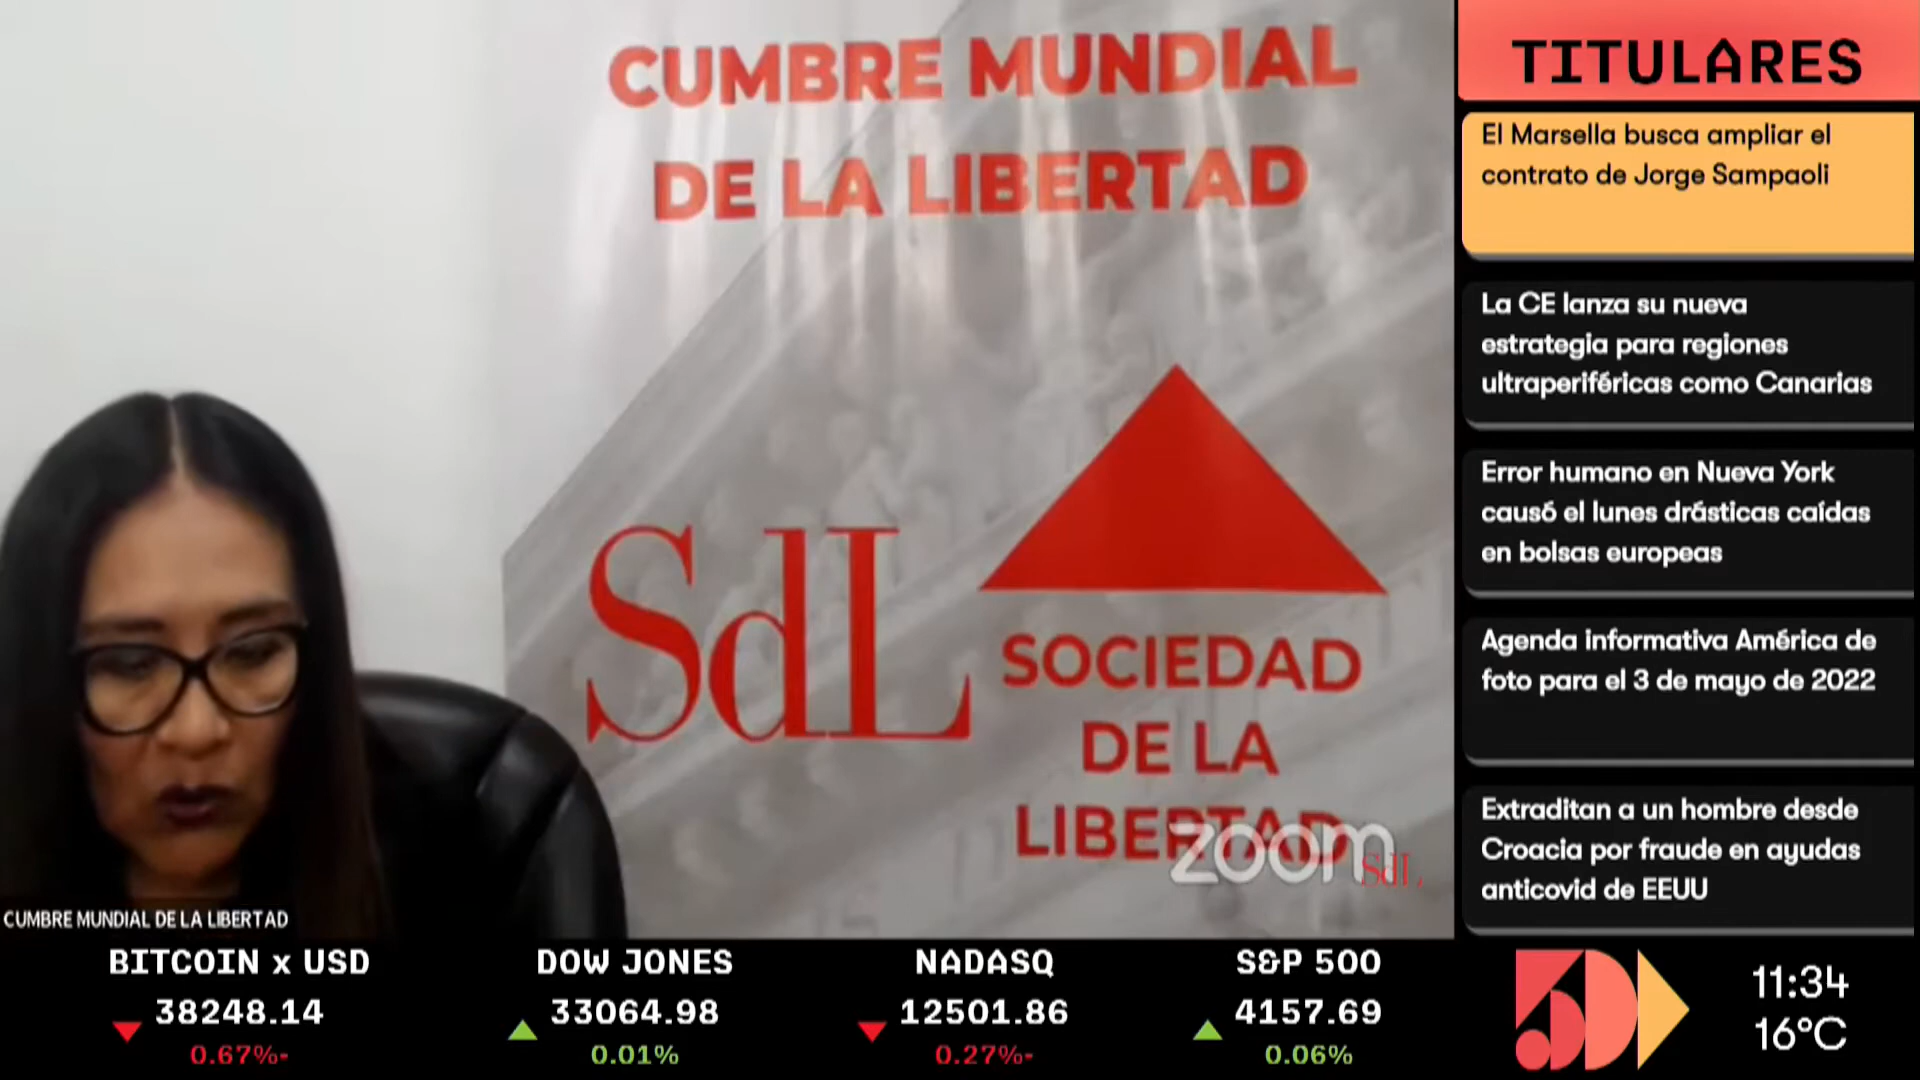 CUMBRE MUNDIAL
DE LA LIBERTAD
SdL
SOCIEDAD
DE LA
LIBERTAD
zoom
SdL
CUMBRE MUNDIAL DE LA LIBERTAD
TITULARES
El Marsella busca ampliar el
contrato de Jorge Sampaoli
La CE lanza su nueva
estrategia para regiones
ultraperiféricas como Canarias
Error humano en Nueva York
causó el lunes drásticas caídas
en bolsas europeas
Agenda informativa América de
foto para el 3 de mayo de 2022
Extraditan a un hombre desde
Croacia por fraude en ayudas
anticovid de EEUU
BITCOIN x USD
38248.14
0.67%-
DOW JONES
33064.98
0.01%
NADASQ
12501.86
0.27%-
S&P 500
4157.69
0.06%
5D
11:34
16°C